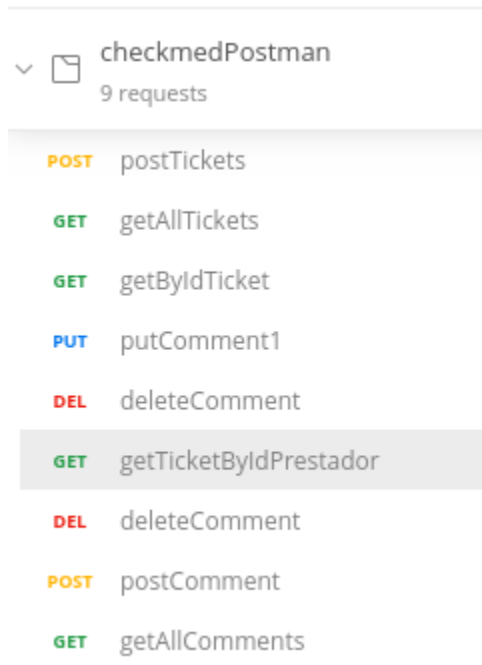 checkmedPostman
9 requests
POST postTickets
GET getAllTickets
GET getByIdTicket
PUT putComment1
DEL deleteComment
GET getTicketByIdPrestador
DEL deleteComment
POST postComment
GET getAllComments